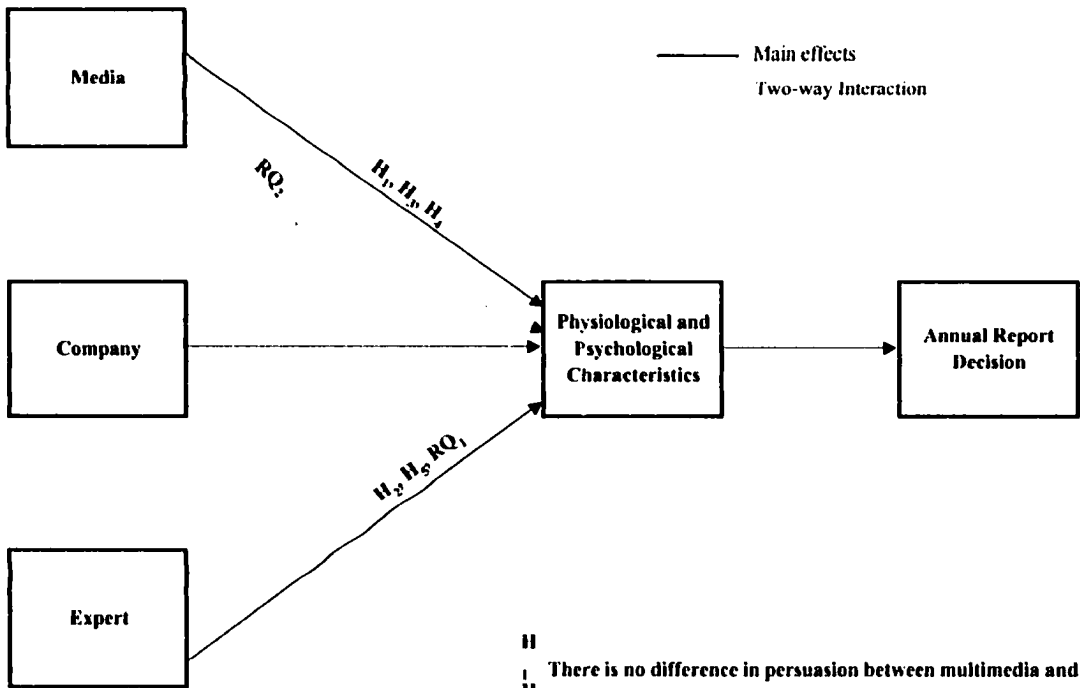 Media
Main effects
Two-way Interaction
RQ2
H1, H3, H4
Company
Physiological and
Psychological
Characteristics
Annual Report
Decision
H2, H5, RQ1
Expert
H
There is no difference in persuasion between multimedia and